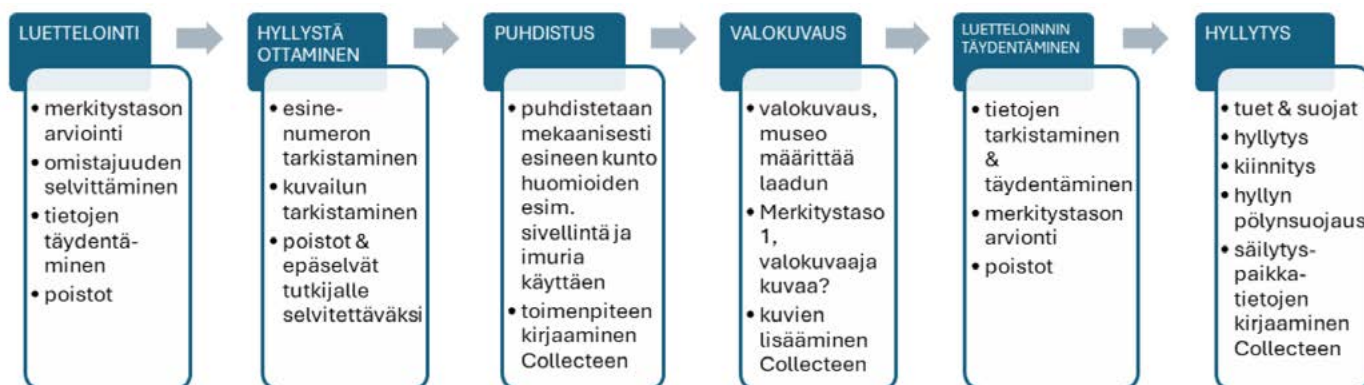 LUETTELOINTI
merkitystason
arviointi
omistajuuden
selvittäminen
tietojen
täydentä-
minen
poistot
HYLLYSTÄ
OTTAMINEN
esine-
numeron
tarkistaminen
kuvailun
tarkistaminen
poistot &
epäselvät
tutkijalle
selvitettäväksi
PUHDISTUS
puhdistetaan
mekaanisesti
esineen kunto
huomioiden
esim.
sivellintä ja
imuria
käyttäen
toimenpiteen
kirjaaminen
Collecteen
VALOKUVAUS
valokuvaus,
museo
määrittää
laadun
Merkitystaso
1,
valokuvaaja
kuvaa?
kuvien
lisääminen
Collecteen
LUETTELOINNIN
TÄYDENTÄMINEN
tietojen
tarkistaminen
&
täydentäminen
merkitystason
arvionti
poistot
HYLLYTYS
tuet & suojat
hyllytys
kiinnitys
hyllyn
pölynsuojaus
säilytys-
paikka-
tietojen
kirjaaminen
Collecteen